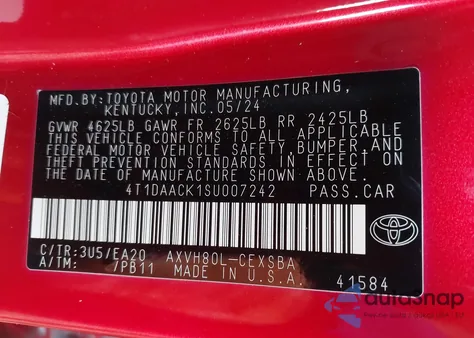 MFD.BY:TOYOTA MOTOR MANUFACTURING,
KENTUCKY, INC. 05/24
GVWR 4625LB GAWR FR 2625LB RR 2425LB
THIS VEHICLE CONFORMS TO ALL APPLICABLE
FEDERAL MOTOR VEHICLE SAFETY, BUMPER, AND
THEFT PREVENTION STANDARDS IN EFFECT ON
THE DATE OF MANUFACTURE SHOWN ABOVE.
4T1DAACK1SU007242 PASS.CAR
C/TR:3U5/EA20 AXVH80L-CEXSBA
A/TM: /PB11 MADE IN U.S.A.
41584
TOYOTA
autosnap